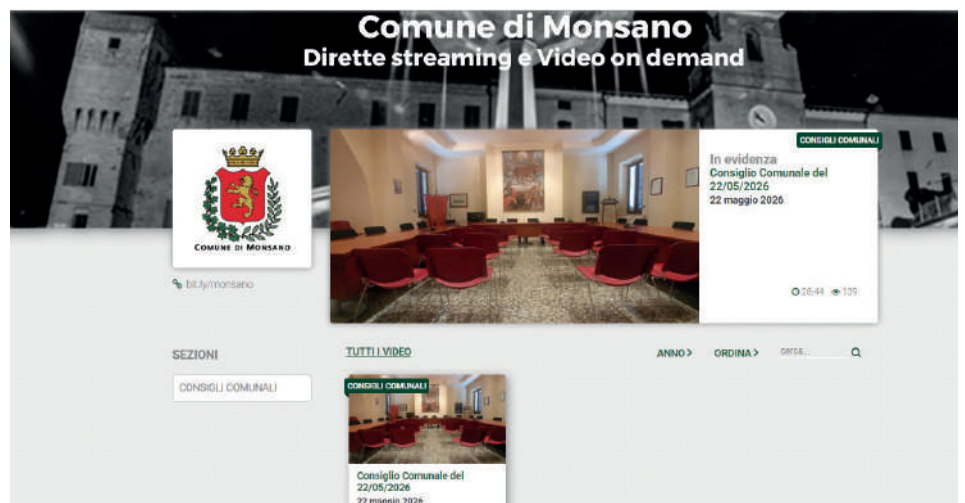 Comune di Monsano
Dirette streaming e Video on demand
CONSIGLI COMUNALI
In evidenza
Consiglio Comunale del
22/05/2026
22 maggio 2026
COMUNE DI MONSANO
bit.ly/monsano
28:44 139
SEZIONI
TUTTI I VIDEO
ANNO >
ORDINA >
cerca...
CONSIGLI COMUNALI
CONSIGLI COMUNALI
Consiglio Comunale del
22/05/2026
22 maggio 2026